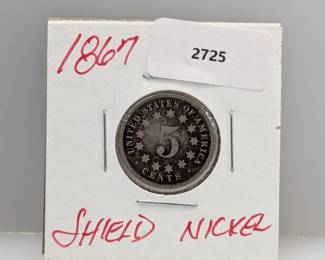 1867
2725
UNITED STATES OF AMERICA
5
CENTS
SHIELD NICKEL